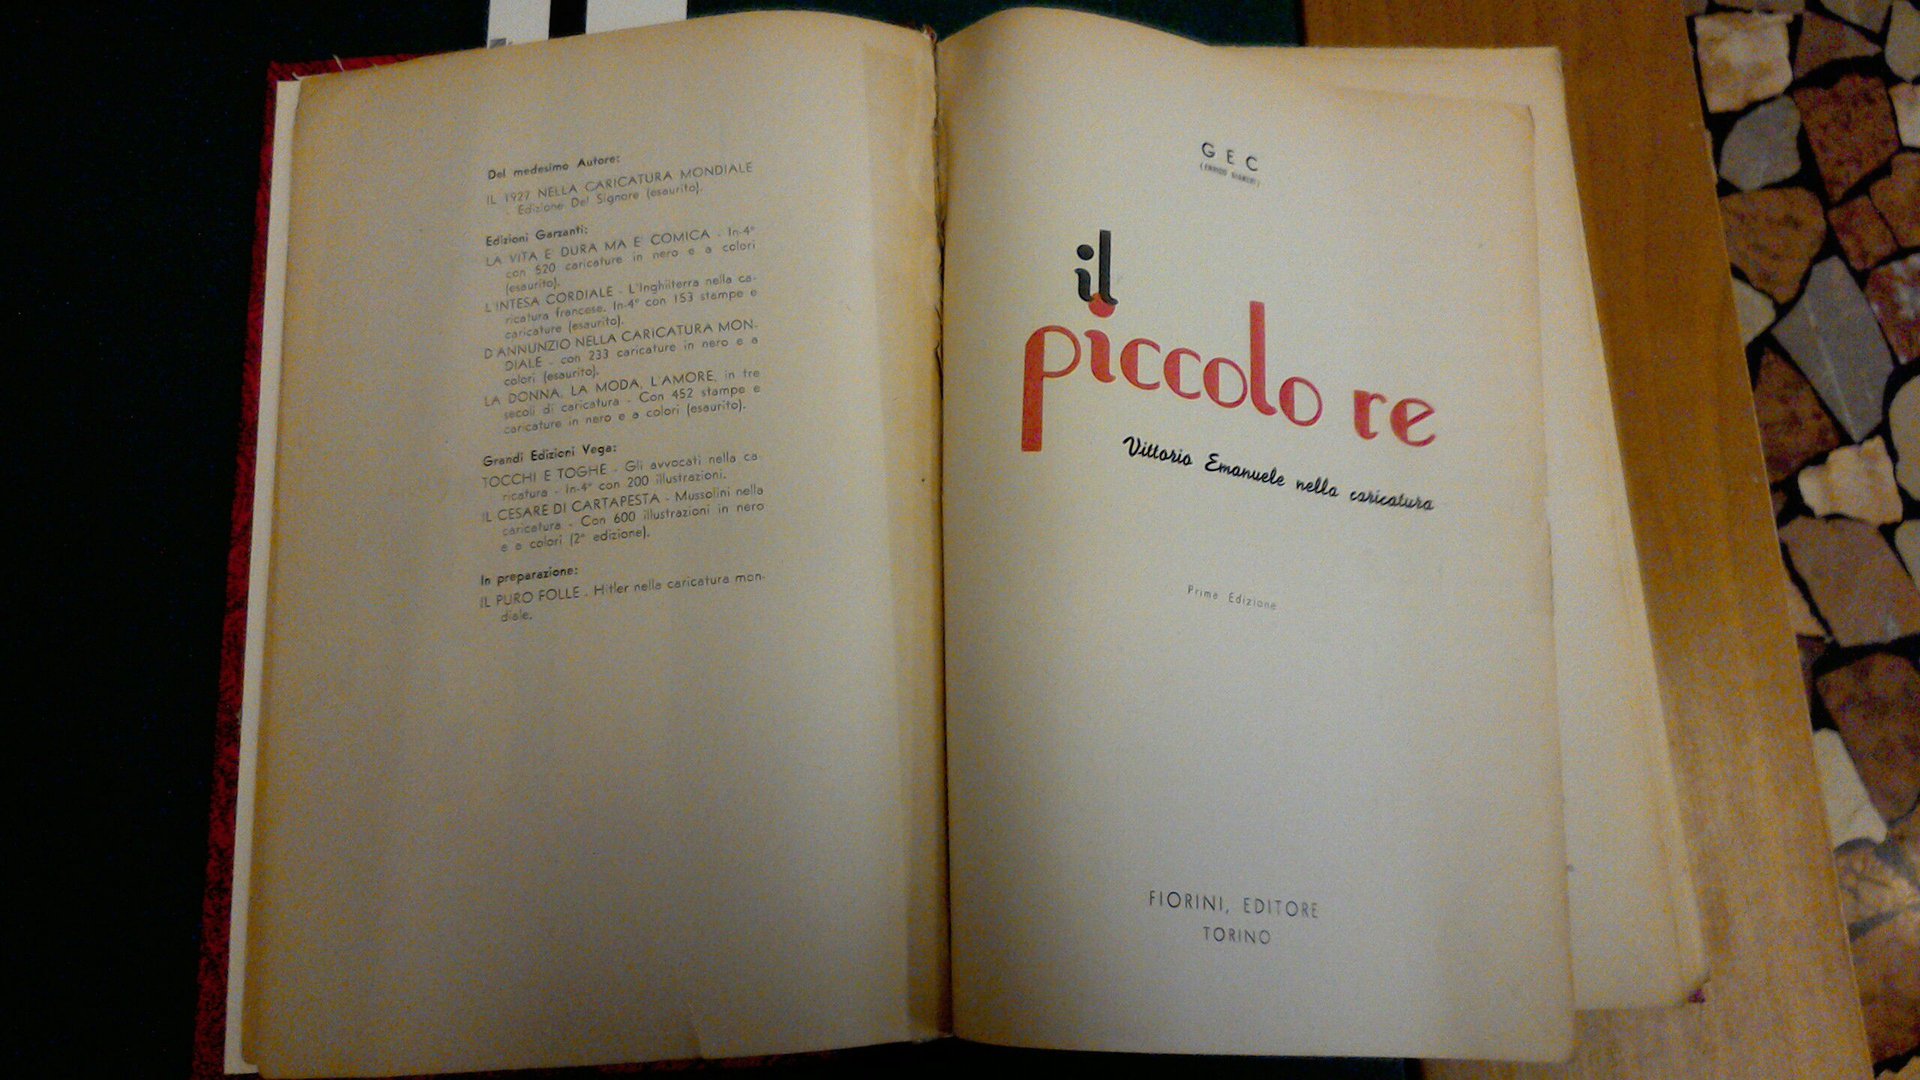 Del medesimo Autore:
IL 1927 NELLA CARICATURA MONDIALE
- Edizione Del Signore (esaurito).
Edizioni Garzanti:
LA VITA E' DURA MA E' COMICA - In-4°
con 520 caricature in nero e a colori
(esaurito).
L'INTESA CORDIALE - L'Inghilterra nella ca-
ricatura francese. In-4° con 153 stampe e
caricature (esaurito).
D'ANNUNZIO NELLA CARICATURA MON-
DIALE - con 233 caricature in nero e a
colori (esaurito).
LA DONNA, LA MODA, L'AMORE, in tre
secoli di caricatura - Con 452 stampe e
caricature in nero e a colori (esaurito).
Grandi Edizioni Vega:
TOCCHI E TOGHE - Gli avvocati nella ca-
ricatura - In-4° con 200 illustrazioni.
IL CESARE DI CARTAPESTA - Mussolini nella
caricatura - Con 600 illustrazioni in nero
e a colori (2ª edizione).
In preparazione:
IL PURO FOLLE - Hitler nella caricatura mon-
diale.
GEC
(ENRICO GIANERI)
il
piccolo re
Vittorio Emanuele nella caricatura
Prima Edizione
FIORINI, EDITORE
TORINO